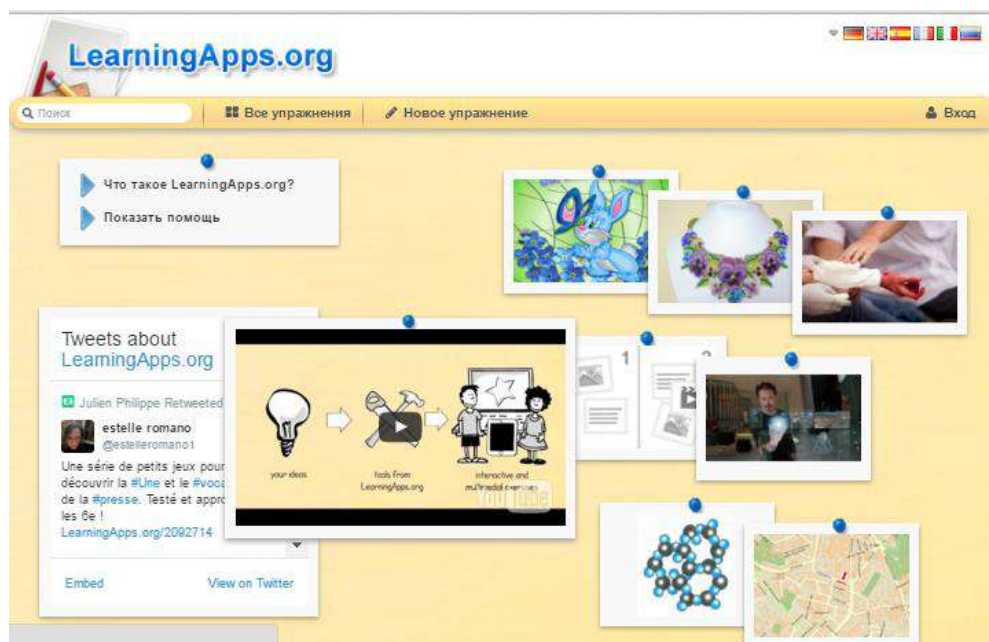 LearningApps.org
Поиск
Все упражнения
Новое упражнение
Вход
Что такое LearningApps.org?
Показать помощь
Tweets about
LearningApps.org
Julien Philippe Retweeted
estelle romano
@estelleromano1
Une série de petits jeux pour
découvrir la #Une et le #voca
de la #presse. Testé et appro
les 6e !
LearningApps.org/2092714
Embed
View on Twitter
your ideas
tools from
LearningApps.org
interactive and
multimedial exercises
YouTube
1
2